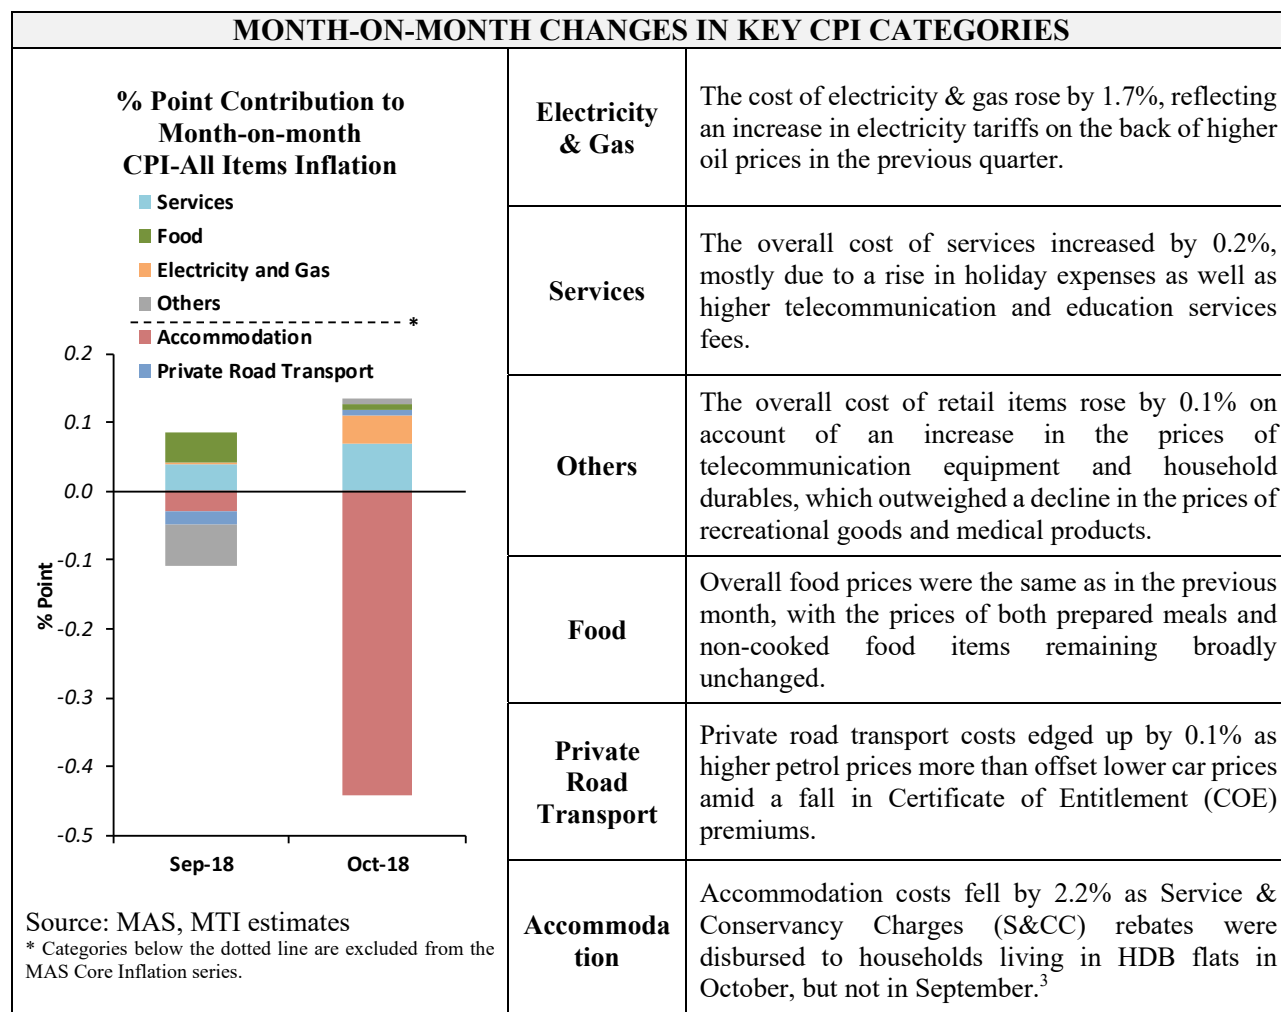 MONTH-ON-MONTH CHANGES IN KEY CPI CATEGORIES
% Point Contribution to
Month-on-month
CPI-All Items Inflation
Services
Food
Electricity and Gas
Others
*
Accommodation
Private Road Transport
0.2
0.1
0.0
-0.1
-0.2
-0.3
-0.4
-0.5
% Point
Sep-18
Oct-18
Source: MAS, MTI estimates
* Categories below the dotted line are excluded from the
MAS Core Inflation series.
Electricity
& Gas
The cost of electricity & gas rose by 1.7%, reflecting
an increase in electricity tariffs on the back of higher
oil prices in the previous quarter.
Services
The overall cost of services increased by 0.2%,
mostly due to a rise in holiday expenses as well as
higher telecommunication and education services
fees.
Others
The overall cost of retail items rose by 0.1% on
account of an increase in the prices of
telecommunication equipment and household
durables, which outweighed a decline in the prices of
recreational goods and medical products.
Food
Overall food prices were the same as in the previous
month, with the prices of both prepared meals and
non-cooked food items remaining broadly
unchanged.
Private
Road
Transport
Private road transport costs edged up by 0.1% as
higher petrol prices more than offset lower car prices
amid a fall in Certificate of Entitlement (COE)
premiums.
Accommoda
tion
Accommodation costs fell by 2.2% as Service &
Conservancy Charges (S&CC) rebates were
disbursed to households living in HDB flats in
October, but not in September.3